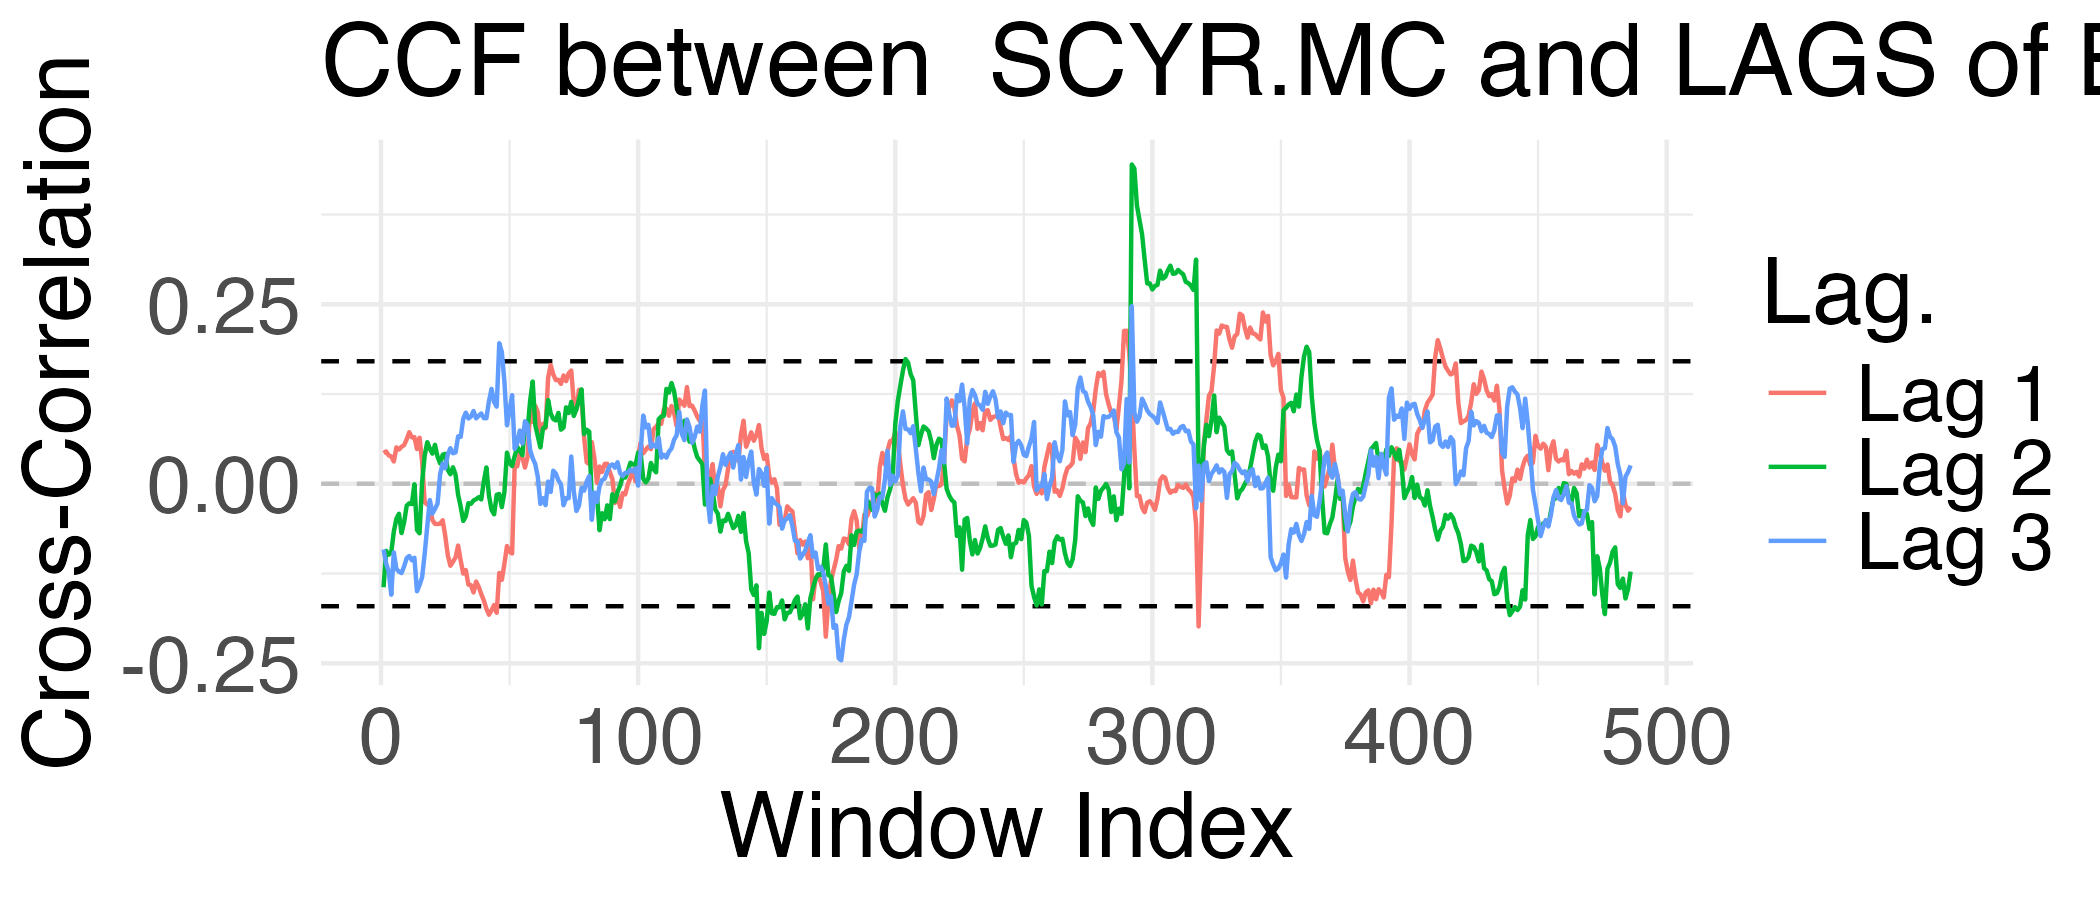 CCF between  SCYR.MC and LAGS of
Cross-Correlation
0.25
0.00
-0.25
0
100
200
300
400
500
Window Index
Lag.
Lag 1
Lag 2
Lag 3